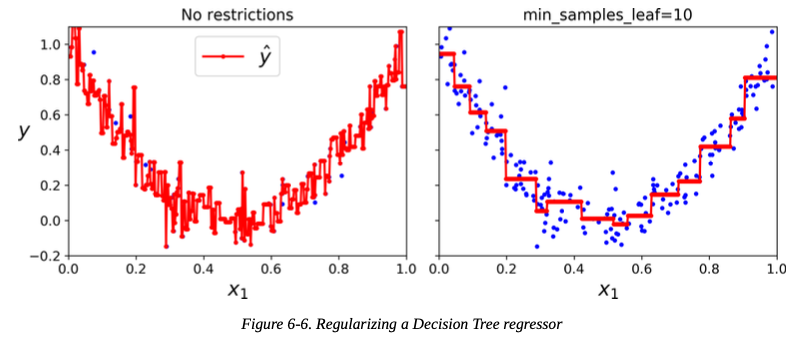 No restrictions
min_samples_leaf=10
ŷ
y
1.0
0.8
0.6
0.4
0.2
0.0
−0.2
0.0 0.2 0.4 0.6 0.8 1.0
0.0 0.2 0.4 0.6 0.8 1.0
x₁
x₁
Figure 6-6. Regularizing a Decision Tree regressor